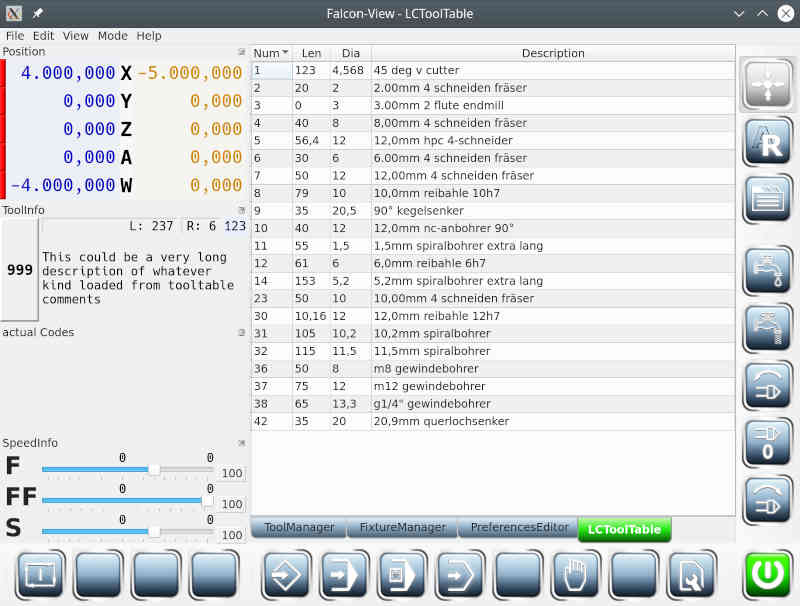 Falcon-View - LCToolTable
File Edit View Mode Help
Position
4.000,000 X -5.000,000
0,000 Y 0,000
0,000 Z 0,000
0,000 A 0,000
-4.000,000 W 0,000
ToolInfo
L: 237 R: 6 123
999
This could be a very long
description of whatever
kind loaded from tooltable
comments
actual Codes
SpeedInfo
0 0
F 100
0 0
FF 100
0 0
S 100
Num Len Dia Description
1 123 4,568 45 deg v cutter
2 20 2 2.00mm 4 schneiden fräser
3 0 3 3.00mm 2 flute endmill
4 40 8 8,00mm 4 schneiden fräser
5 56,4 12 12,0mm hpc 4-schneider
6 30 6 6.00mm 4 schneiden fräser
7 50 12 12,00mm 4 schneiden fräser
8 79 10 10,0mm reibahle 10h7
9 35 20,5 90° kegelsenker
10 40 12 12,0mm nc-anbohrer 90°
11 55 1,5 1,5mm spiralbohrer extra lang
12 61 6 6,0mm reibahle 6h7
14 153 5,2 5,2mm spiralbohrer extra lang
23 50 10 10,00mm 4 schneiden fräser
30 10,16 12 12,0mm reibahle 12h7
31 105 10,2 10,2mm spiralbohrer
32 115 11,5 11,5mm spiralbohrer
36 50 8 m8 gewindebohrer
37 75 12 m12 gewindebohrer
38 65 13,3 g1/4" gewindebohrer
42 35 20 20,9mm querlochsenker
ToolManager FixtureManager PreferencesEditor LCToolTable
A
R
0